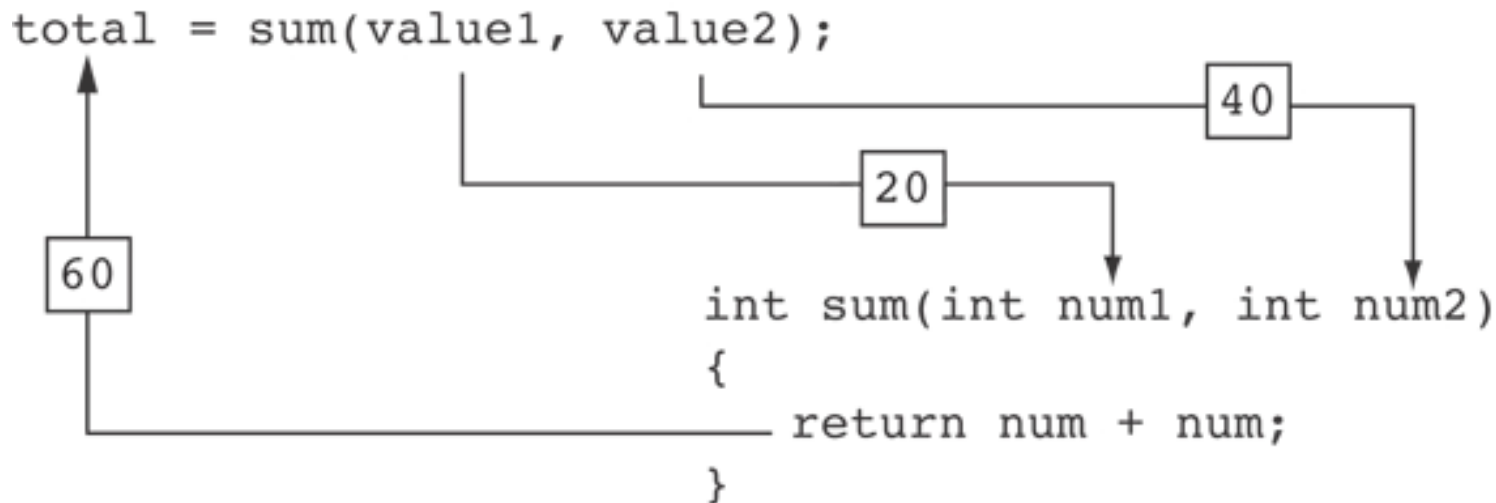 total = sum(value1, value2);
40
20
60
int sum(int num1, int num2)
{
return num + num;
}